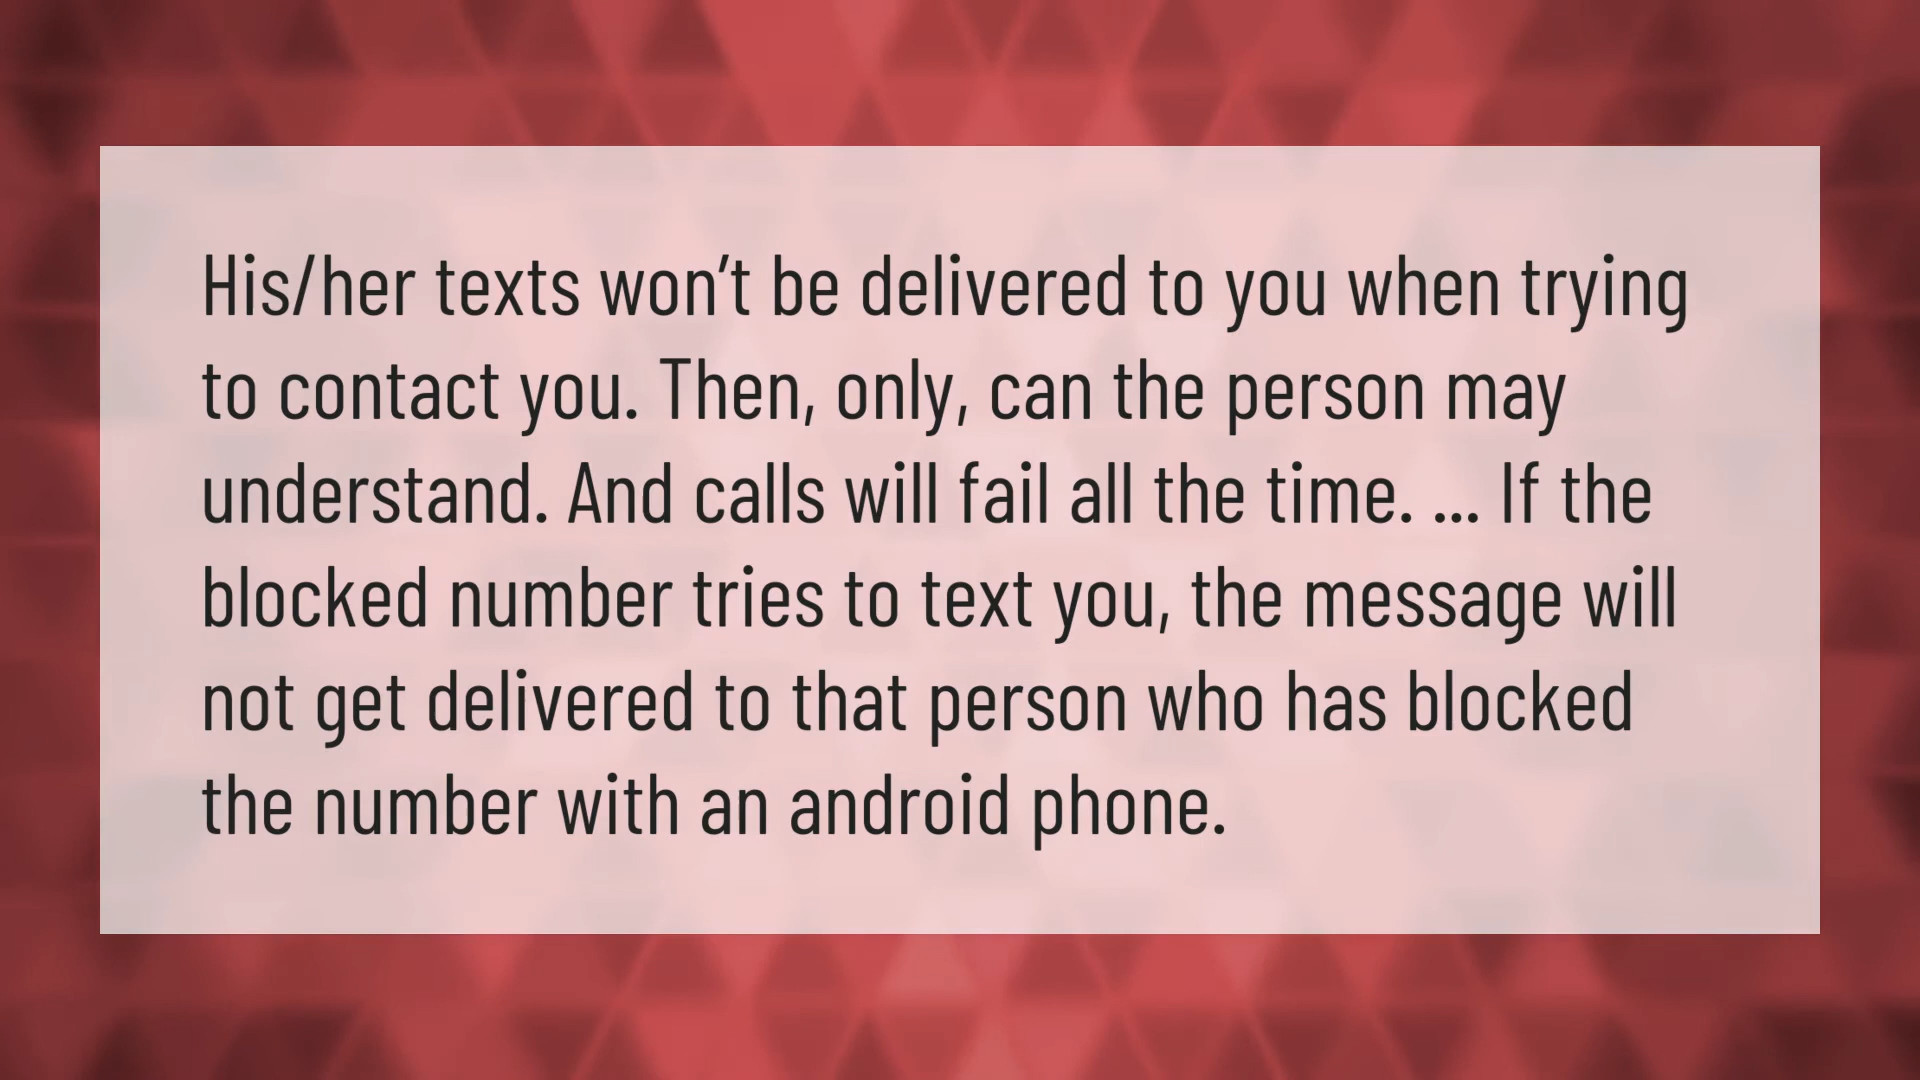 His/her texts won’t be delivered to you when trying
to contact you. Then, only, can the person may
understand. And calls will fail all the time. ... If the
blocked number tries to text you, the message will
not get delivered to that person who has blocked
the number with an android phone.